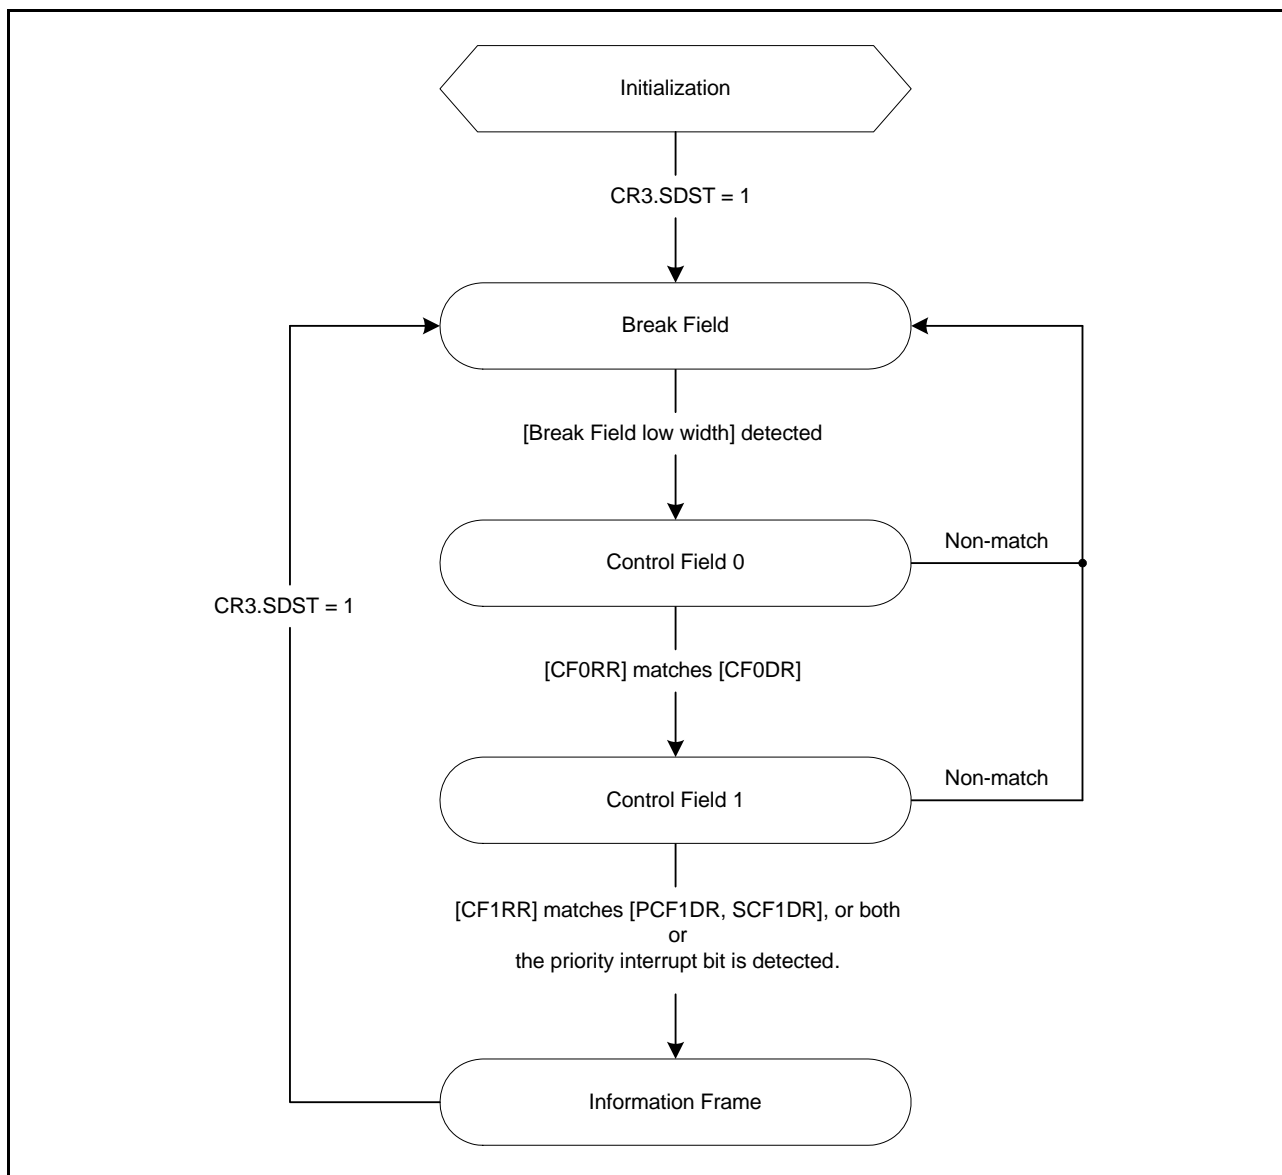 Initialization
CR3.SDST = 1
Break Field
[Break Field low width] detected
Control Field 0
Non-match
CR3.SDST = 1
[CF0RR] matches [CF0DR]
Control Field 1
Non-match
[CF1RR] matches [PCF1DR, SCF1DR], or both
or
the priority interrupt bit is detected.
Information Frame